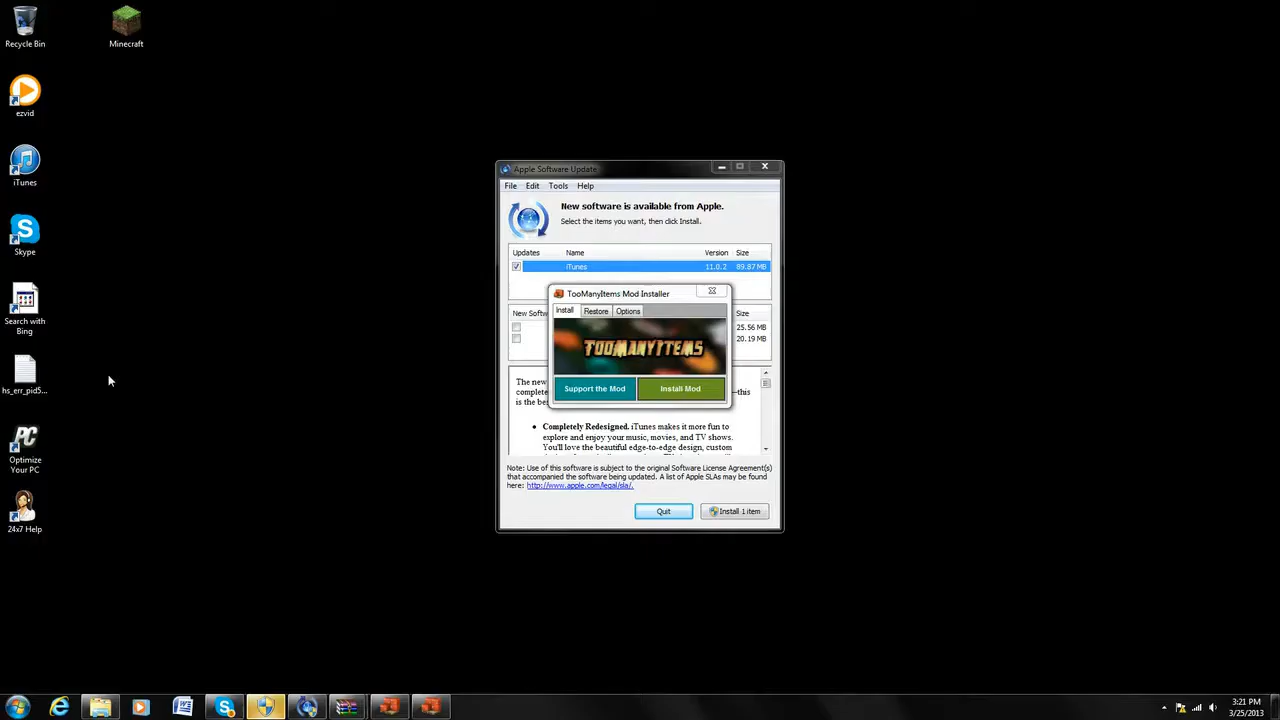 Recycle Bin
Minecraft
ezvid
iTunes
Skype
Search with
Bing
hs_err_pid5...
Optimize
Your PC
24x7 Help
Apple Software Update
File Edit Tools Help
New software is available from Apple.
Select the items you want, then click Install.
Updates Name Version Size
iTunes 11.0.2 89.87 MB
New Softw
Size
25.56 MB
20.19 MB
TooManyItems Mod Installer
Install Restore Options
TOOMANYITEMS
Support the Mod Install Mod
The new
complete
—this
is the be
Completely Redesigned. iTunes makes it more fun to
explore and enjoy your music, movies, and TV shows.
You'll love the beautiful edge-to-edge design, custom
Note: Use of this software is subject to the original Software License Agreement(s)
that accompanied the software being updated. A list of Apple SLAs may be found
here: http://www.apple.com/legal/sla/.
Quit Install 1 item
3:21 PM
3/25/2013